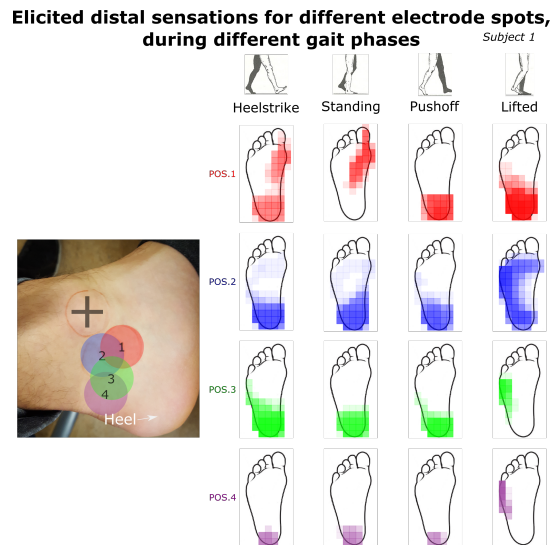 Elicited distal sensations for different electrode spots,
during different gait phases
Subject 1
Heelstrike Standing Pushoff Lifted
POS.1
POS.2
POS.3
POS.4
1
2
3
4
Heel